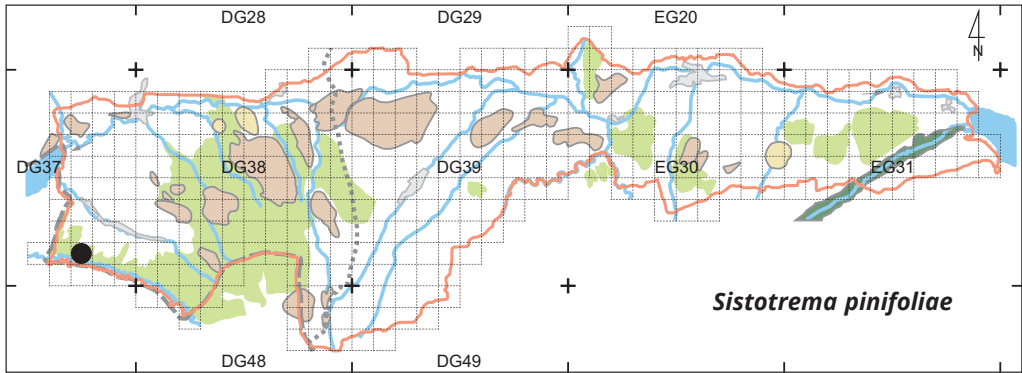 DG28 DG29 EG20
N
DG37 DG38 DG39 EG30 EG31
Sistotrema pinifoliae
DG48 DG49